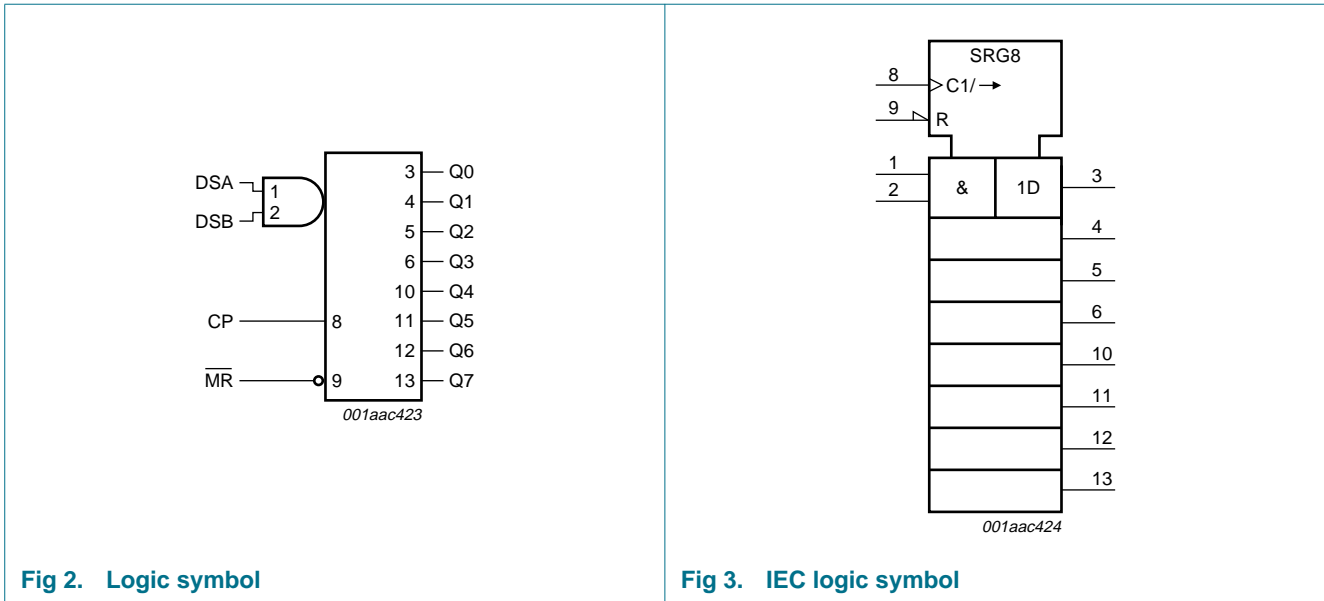 DSA
DSB
1
2
CP
8
MR
9
3 Q0
4 Q1
5 Q2
6 Q3
10 Q4
11 Q5
12 Q6
13 Q7
001aac423
Fig 2. Logic symbol
SRG8
8
C1/→
9
R
1
2
&
1D
3
4
5
6
10
11
12
13
001aac424
Fig 3. IEC logic symbol